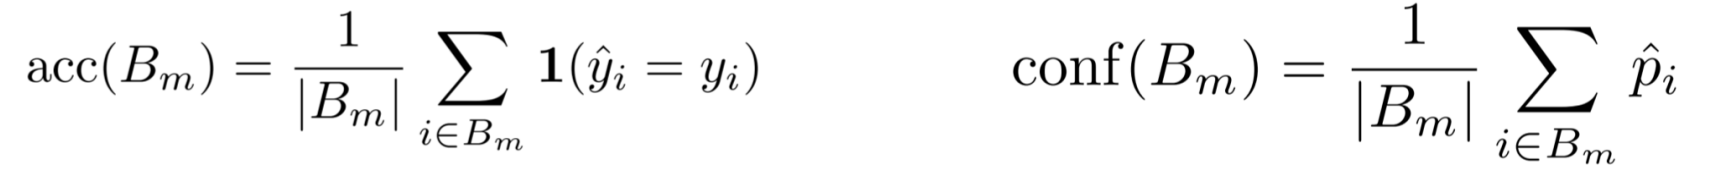 acc(B_m) = \frac{1}{|B_m|} \sum_{i \in B_m} \mathbf{1}(\hat{y}_i = y_i) conf(B_m) = \frac{1}{|B_m|} \sum_{i \in B_m} \hat{p}_i